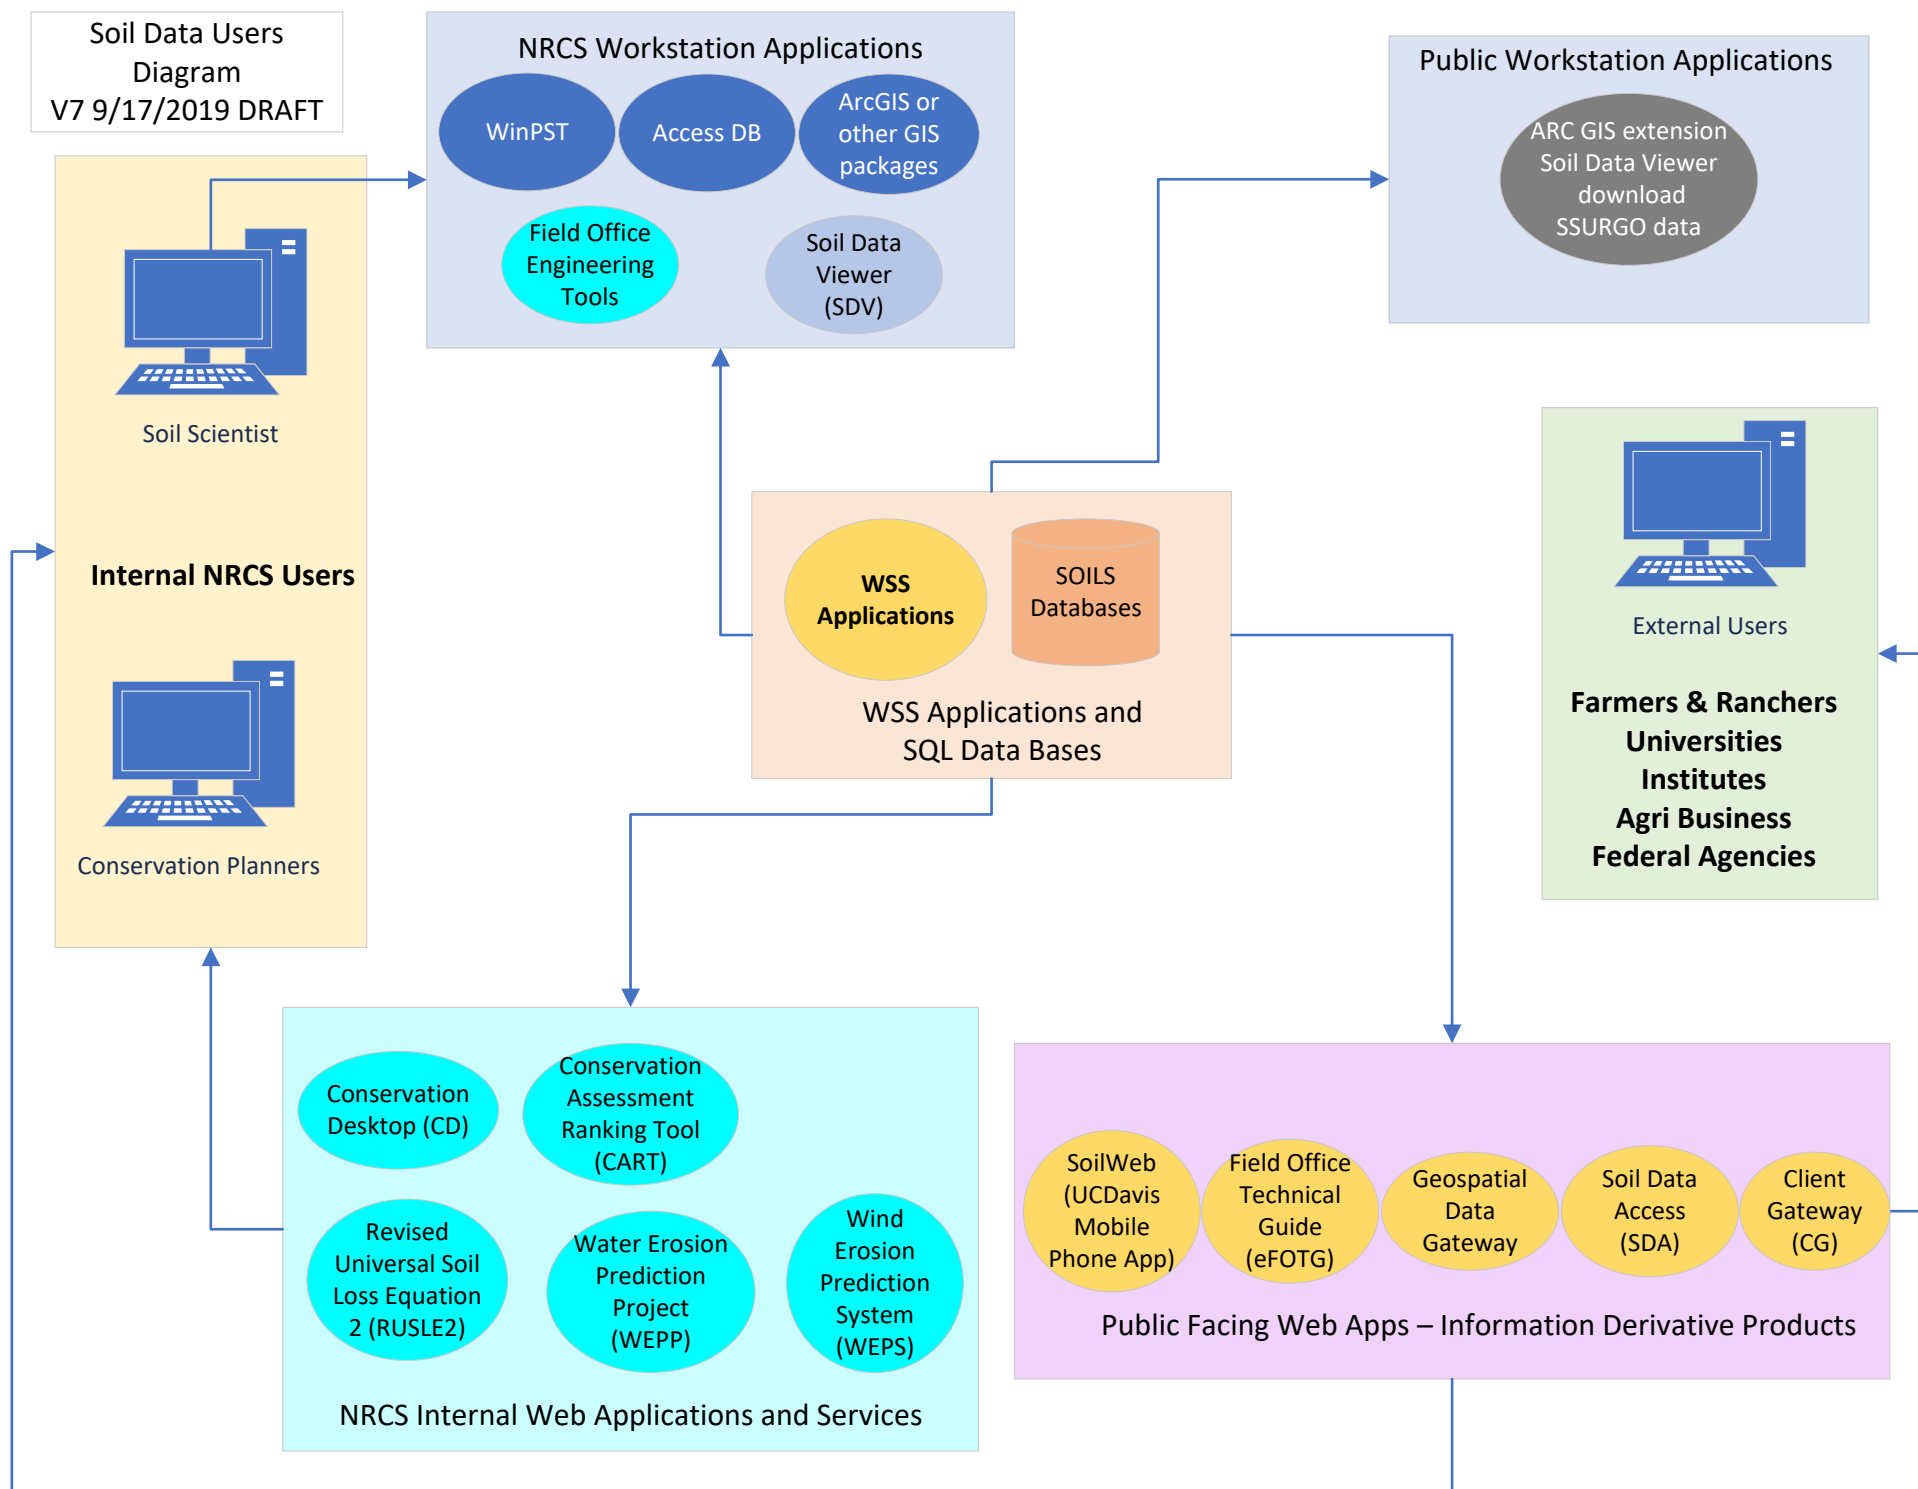 Soil Data Users
Diagram
V7 9/17/2019 DRAFT
NRCS Workstation Applications
WinPST
Access DB
ArcGIS or
other GIS
packages
Field Office
Engineering
Tools
Soil Data
Viewer
(SDV)
Public Workstation Applications
ARC GIS extension
Soil Data Viewer
download
SSURGO data
Soil Scientist
Internal NRCS Users
Conservation Planners
WSS
Applications
SOILS
Databases
WSS Applications and
SQL Data Bases
External Users
Farmers & Ranchers
Universities
Institutes
Agri Business
Federal Agencies
Conservation
Desktop (CD)
Conservation
Assessment
Ranking Tool
(CART)
Revised
Universal Soil
Loss Equation
2 (RUSLE2)
Water Erosion
Prediction
Project
(WEPP)
Wind
Erosion
Prediction
System
(WEPS)
NRCS Internal Web Applications and Services
SoilWeb
(UCDavis
Mobile
Phone App)
Field Office
Technical
Guide
(eFOTG)
Geospatial
Data
Gateway
Soil Data
Access
(SDA)
Client
Gateway
(CG)
Public Facing Web Apps – Information Derivative Products